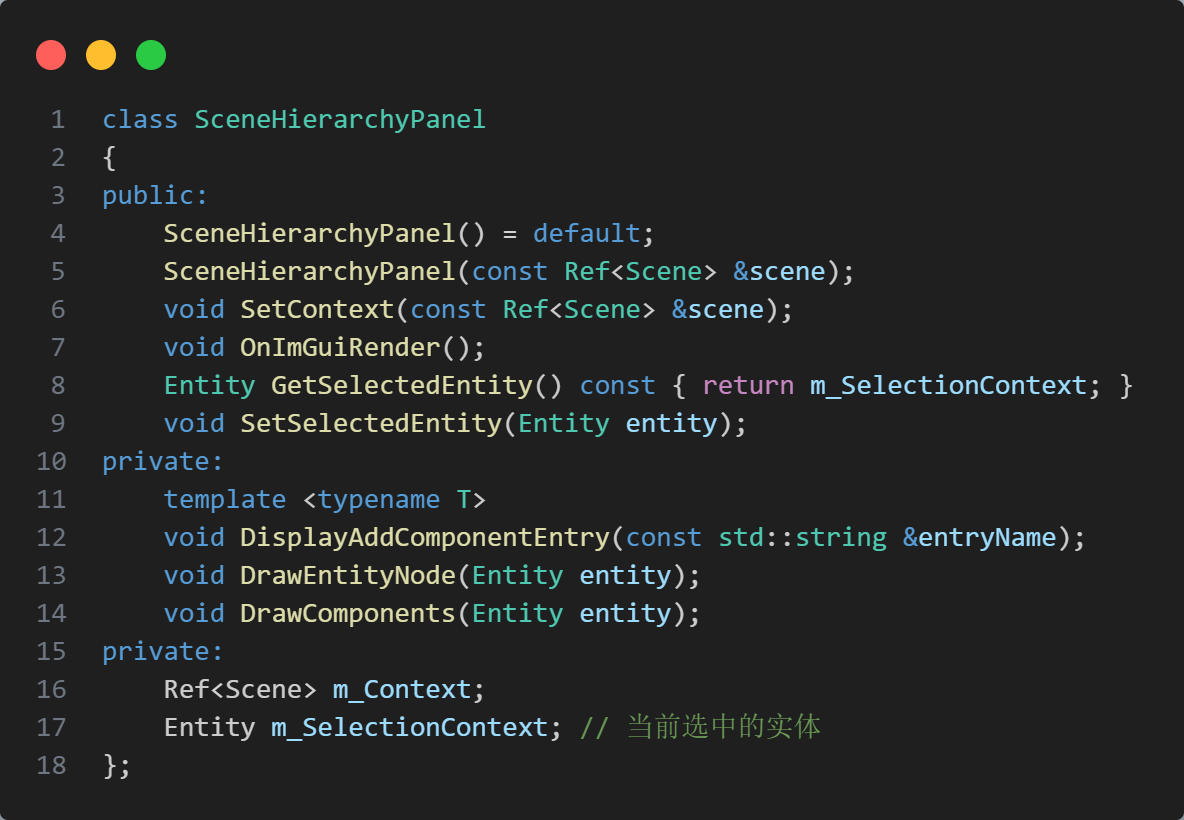 1 class SceneHierarchyPanel
2 {
3 public:
4     SceneHierarchyPanel() = default;
5     SceneHierarchyPanel(const Ref<Scene> &scene);
6     void SetContext(const Ref<Scene> &scene);
7     void OnImGuiRender();
8     Entity GetSelectedEntity() const { return m_SelectionContext; }
9     void SetSelectedEntity(Entity entity);
10 private:
11     template <typename T>
12     void DisplayAddComponentEntry(const std::string &entryName);
13     void DrawEntityNode(Entity entity);
14     void DrawComponents(Entity entity);
15 private:
16     Ref<Scene> m_Context;
17     Entity m_SelectionContext; // 当前选中的实体
18 };